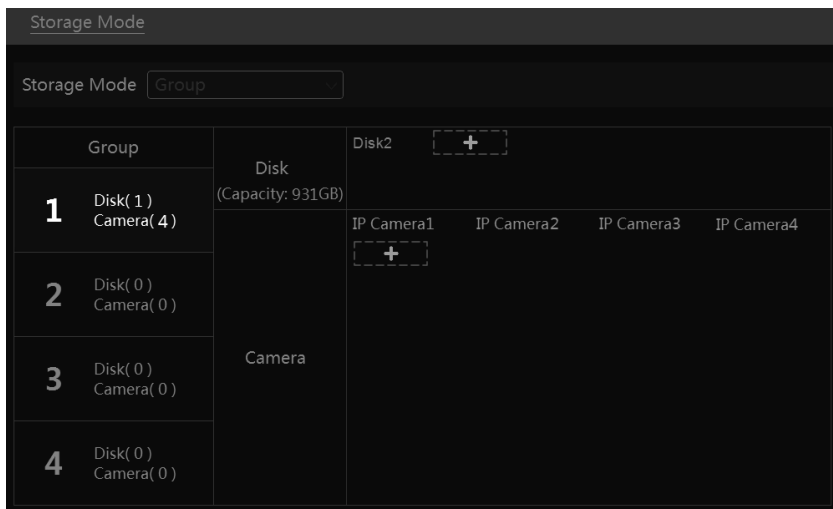 Storage Mode
Storage Mode Group
Group
1 Disk( 1 )
Camera( 4 )
2 Disk( 0 )
Camera( 0 )
3 Disk( 0 )
Camera( 0 )
4 Disk( 0 )
Camera( 0 )
Disk
(Capacity: 931GB)
Disk2 +
Camera
IP Camera1 IP Camera2 IP Camera3 IP Camera4
+